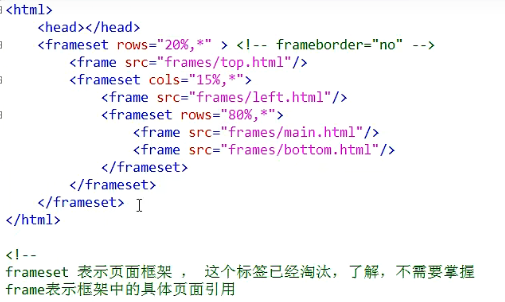 <html>
    <head></head>
    <frameset rows="20%,*" > <!-- frameborder="no" -->
        <frame src="frames/top.html"/>
        <frameset cols="15%,*">
            <frame src="frames/left.html"/>
            <frameset rows="80%,*">
                <frame src="frames/main.html"/>
                <frame src="frames/bottom.html"/>
            </frameset>
        </frameset>
    </frameset>
</html>
<!--
frameset 表示页面框架 ， 这个标签已经淘汰，了解，不需要掌握
frame表示框架中的具体页面引用